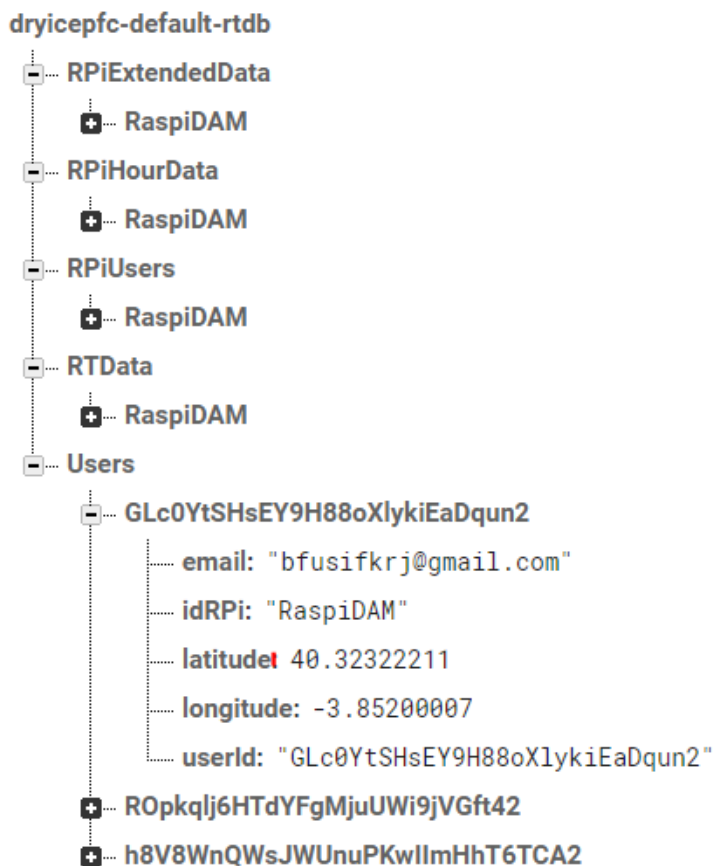 dryicepfc-default-rtdb
RPiExtendedData
RaspiDAM
RPiHourData
RaspiDAM
RPiUsers
RaspiDAM
RTData
RaspiDAM
Users
GLc0YtSHsEY9H88oXlykiEaDqun2
email: "bfusifkrj@gmail.com"
idRPi: "RaspiDAM"
latitude: 40.32322211
longitude: -3.85200007
userId: "GLc0YtSHsEY9H88oXlykiEaDqun2"
ROpkqlj6HTdYFgMjuUWi9jVGft42
h8V8WnQWsJWUnuPKwIlmHhT6TCA2